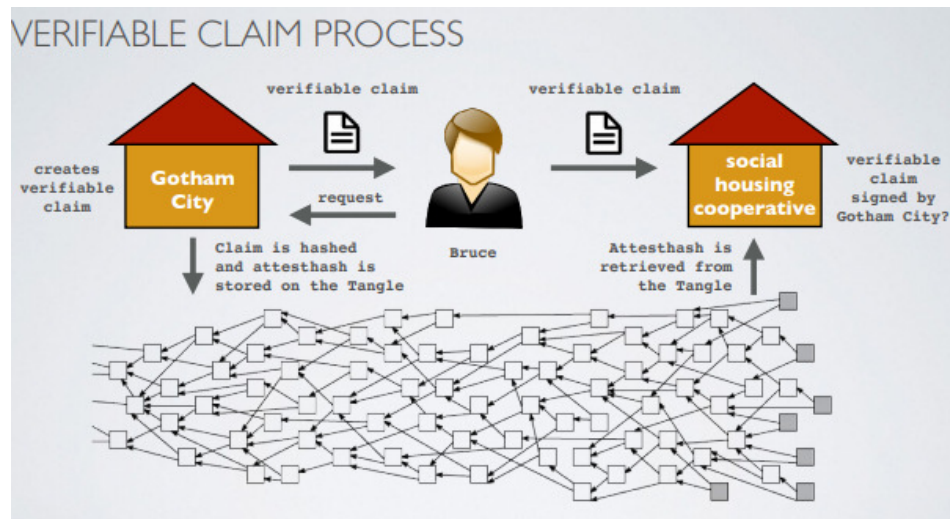 VERIFIABLE CLAIM PROCESS
verifiable claim
verifiable claim
creates
verifiable
claim
Gotham
City
request
Bruce
social
housing
cooperative
verifiable
claim
signed by
Gotham City?
Claim is hashed
and attesthash is
stored on the Tangle
Attesthash is
retrieved from
the Tangle